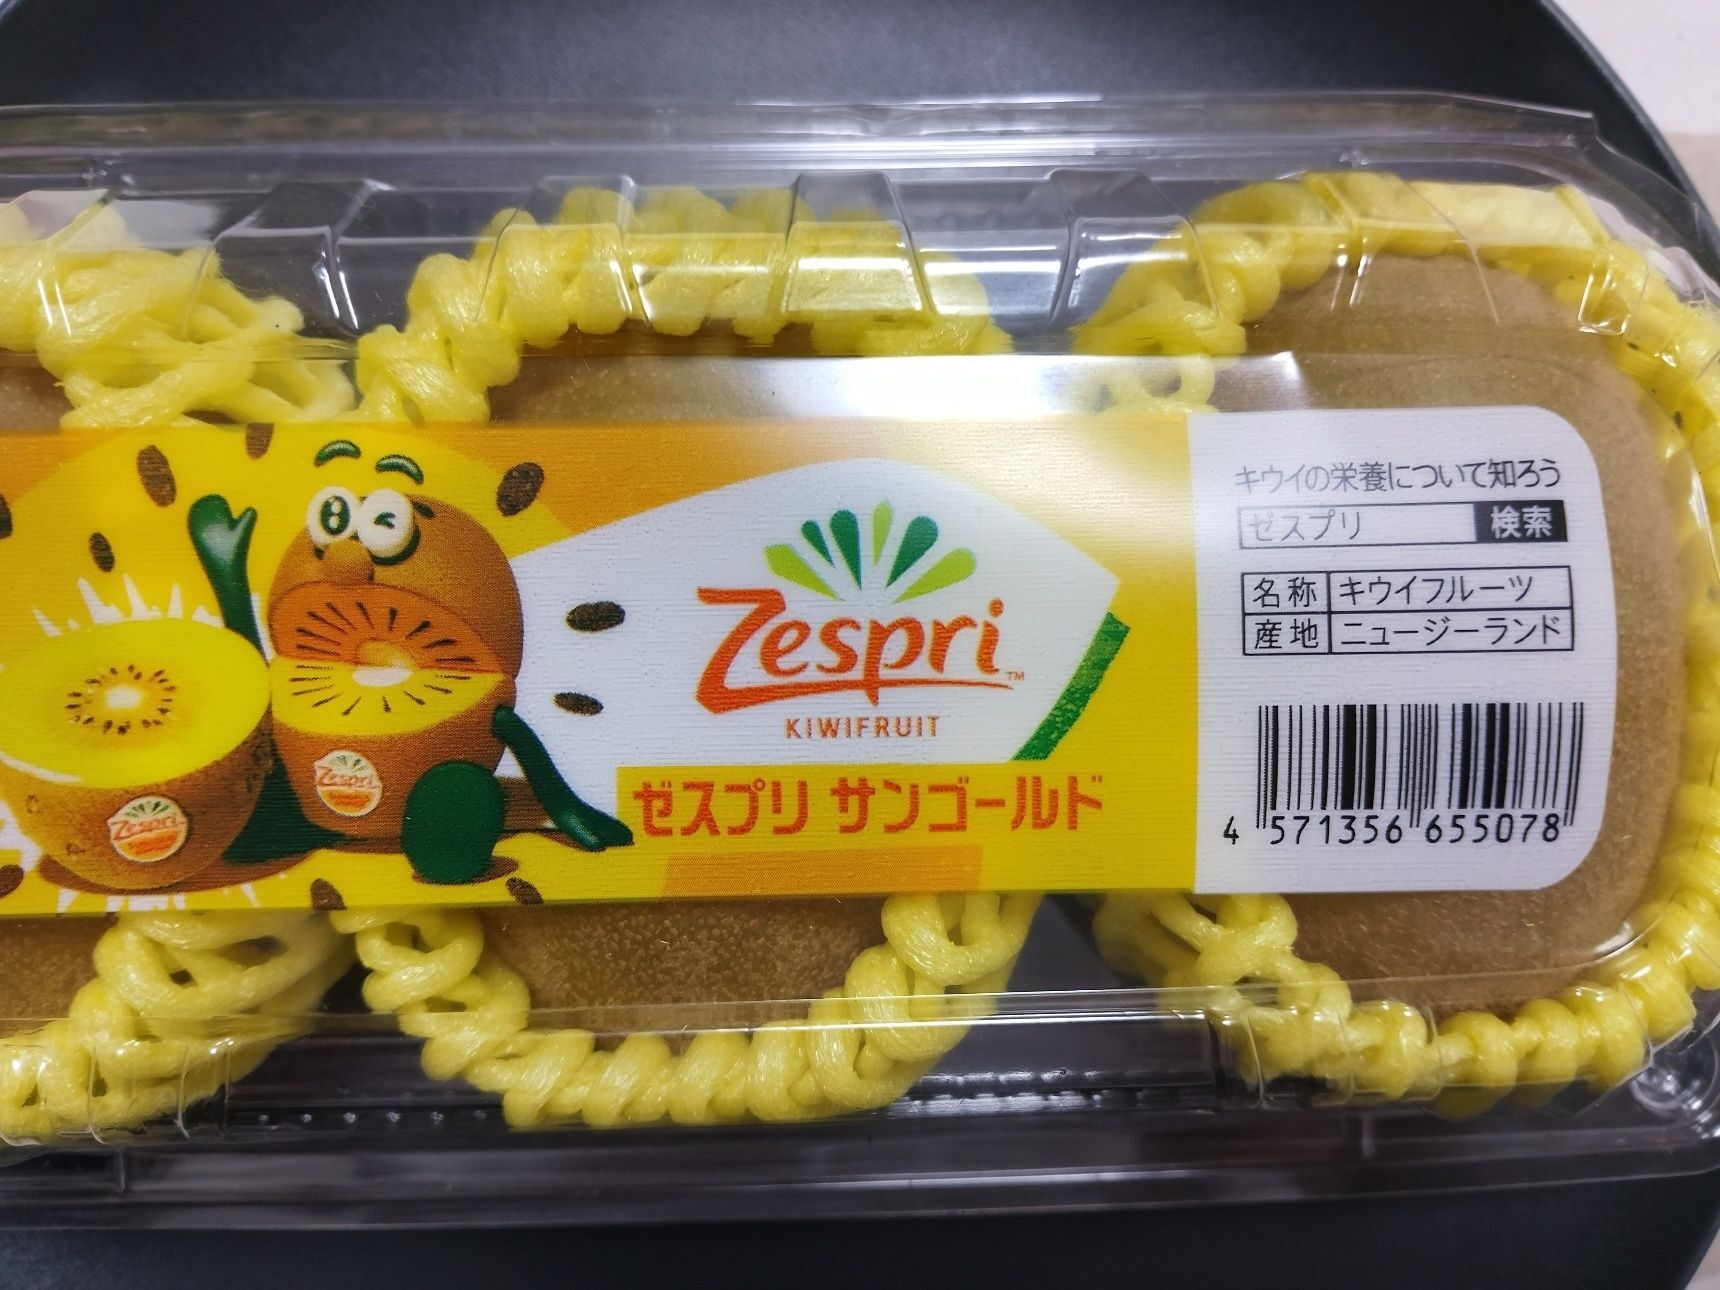 Zespri
Zespri
Zespri™
KIWIFRUIT
ゼスプリ サンゴールド
キウイの栄養について知ろう
ゼスプリ 検索
名称 キウイフルーツ
産地 ニュージーランド
4 571356 655078